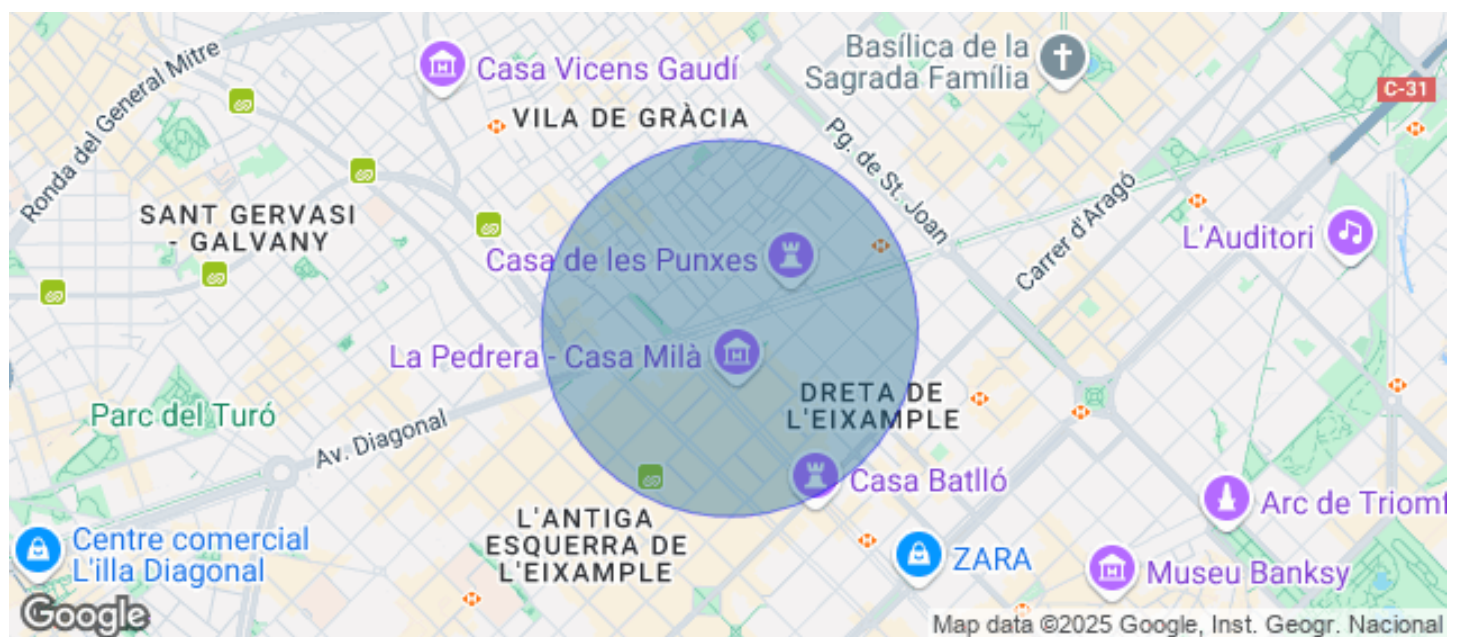 Ronda del General Mitre
Casa Vicens Gaudí
Basílica de la
Sagrada Família
C-31
VILA DE GRÀCIA
Pg. de St. Joan
SANT GERVASI
- GALVANY
Carrer d'Aragó
L'Auditori
Casa de les Punxes
La Pedrera - Casa Milà
DRETA DE
L'EIXAMPLE
Parc del Turó
Av. Diagonal
Casa Batlló
Arc de Triomf
L'ANTIGA
ESQUERRA DE
L'EIXAMPLE
Centre comercial
L'illa Diagonal
ZARA
Museu Banksy
Google
Map data ©2025 Google, Inst. Geogr. Nacional